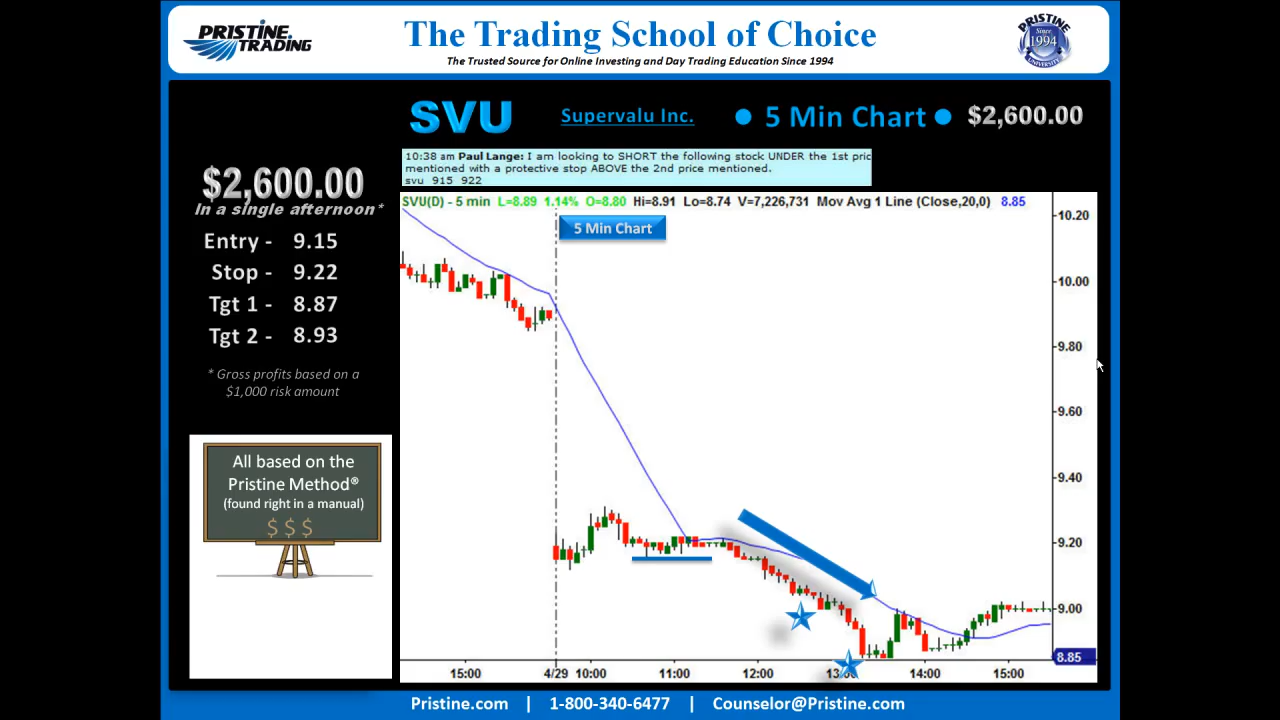 PRISTINE
TRADING
The Trading School of Choice
The Trusted Source for Online Investing and Day Trading Education Since 1994
PRISTINE
Since
1994
UNIVERSITY
SVU
Supervalu Inc.
● 5 Min Chart ●
$2,600.00
10:38 am Paul Lange: I am looking to SHORT the following stock UNDER the 1st pric
mentioned with a protective stop ABOVE the 2nd price mentioned.
svu 915 922
$2,600.00
In a single afternoon*
Entry - 9.15
Stop - 9.22
Tgt 1 - 8.87
Tgt 2 - 8.93
* Gross profits based on a
$1,000 risk amount
All based on the
Pristine Method®
(found right in a manual)
$ $ $
SVU(D) - 5 min L=8.89 1.14% O=8.80 Hi=8.91 Lo=8.74 V=7,226,731 Mov Avg 1 Line (Close,20,0) 8.85
5 Min Chart
10.20
10.00
9.80
9.60
9.40
9.20
9.00
8.85
15:00 4/29 10:00 11:00 12:00 13:00 14:00 15:00
Pristine.com | 1-800-340-6477 | Counselor@Pristine.com